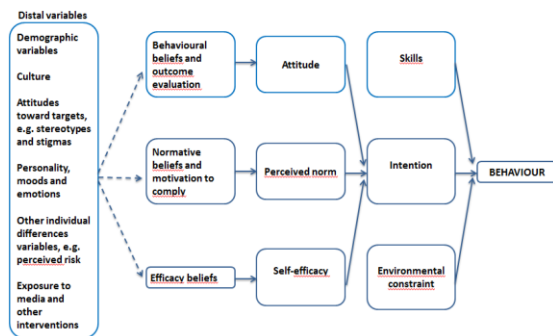 Distal variables
Demographic
variables
Culture
Attitudes
toward targets,
e.g. stereotypes
and stigmas
Personality,
moods and
emotions
Other individual
differences
variables, e.g.
perceived risk
Exposure to
media and
other
interventions
Behavioural
beliefs and
outcome
evaluation
Attitude
Skills
Normative
beliefs and
motivation to
comply
Perceived norm
Intention
BEHAVIOUR
Efficacy beliefs
Self-efficacy
Environmental
constraint